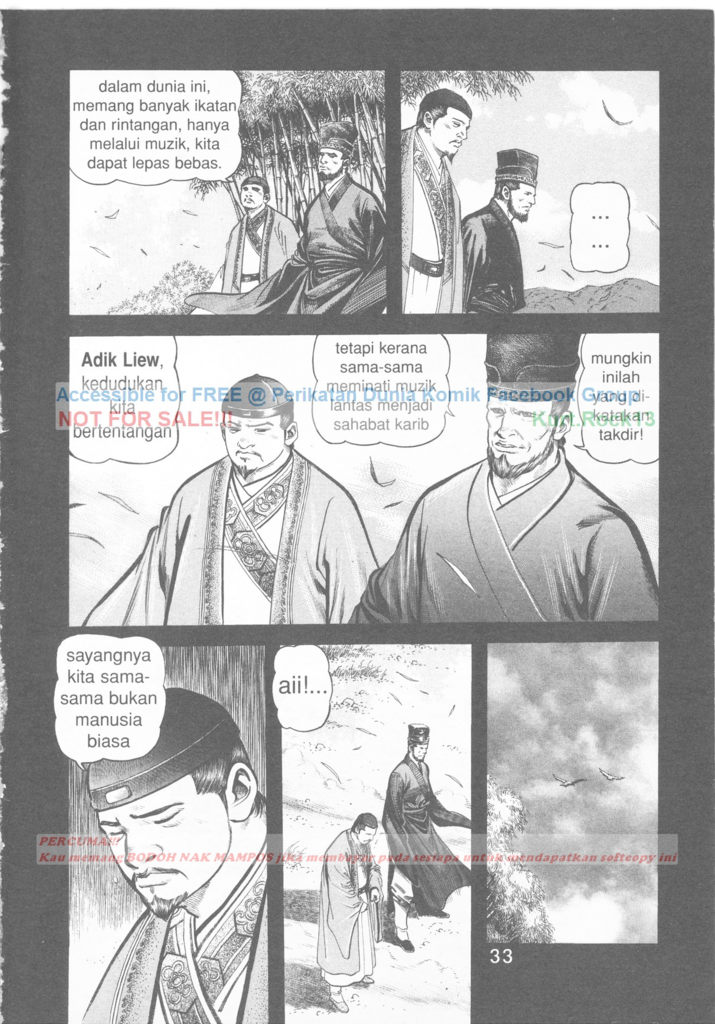 dalam dunia ini,
memang banyak ikatan
dan rintangan, hanya
melalui muzik, kita
dapat lepas bebas.
...
...
Adik Liew,
kedudukan
kita
bertentangan
tetapi kerana
sama-sama
meminati muzik
lantas menjadi
sahabat karib
mungkin
inilah
yang di-
katakan
takdir!
Accessible for FREE @ Perikatan Dunia Komik Facebook Group!
NOT FOR SALE!!!
Kurt.Rock13
sayangnya
kita sama-
sama bukan
manusia
biasa
aii!...
PERCUMA!!!
Kau memang BODOH NAK MAMPOS jika membayar pada sesiapa untuk mendapatkan softcopy ini
33